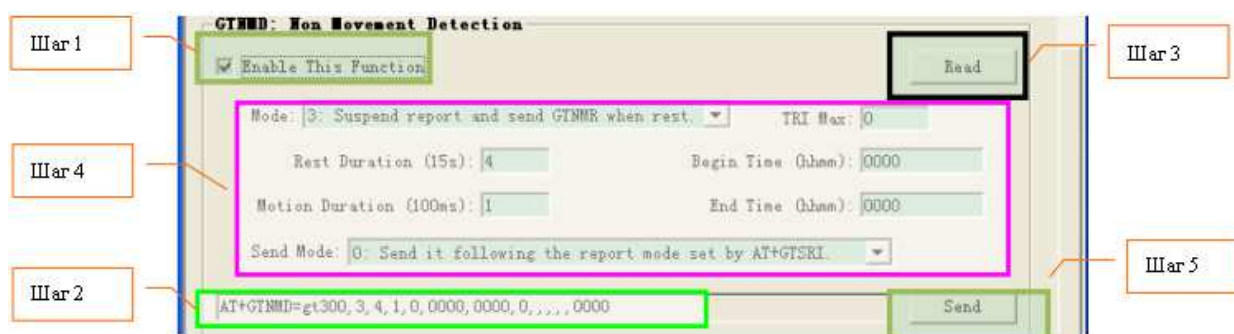 GTNMD: Non Movement Detection
Шаг 1
Enable This Function
Read
Шаг 3
Mode: 3: Suspend report and send GTNMR when rest.
TRI Max: 0
Rest Duration (15s): 4
Begin Time (hhmm): 0000
Шаг 4
Motion Duration (100ms): 1
End Time (hhmm): 0000
Send Mode: 0: Send it following the report mode set by AT+GTSRI.
Шаг 5
Шаг 2
AT+GTNMD=gt300,3,4,1,0,0000,0000,0,,,,,0000
Send